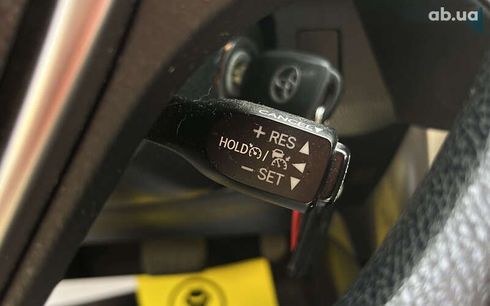 ab.ua
CANCEL
+ RES
HOLD /
− SET